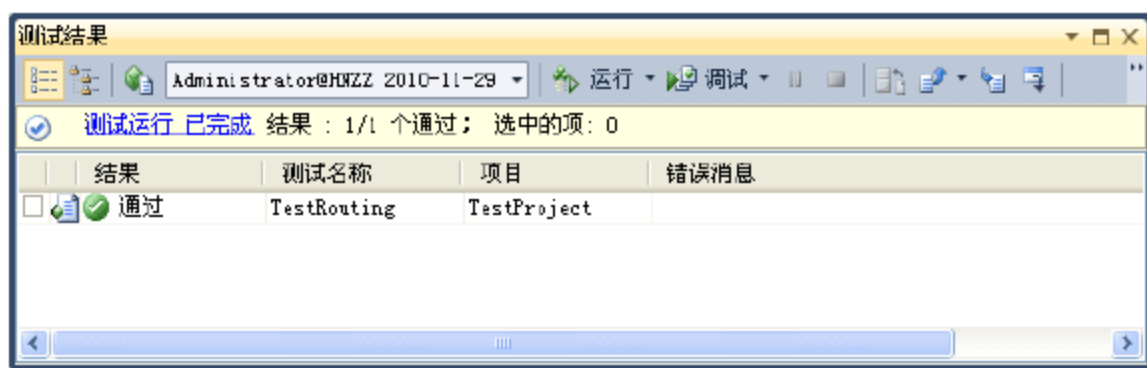 测试结果
Administrator@HNZZ 2010-11-29 运行 调试
测试运行 已完成 结果 : 1/1 个通过; 选中的项: 0
结果 测试名称 项目 错误消息
通过 TestRouting TestProject